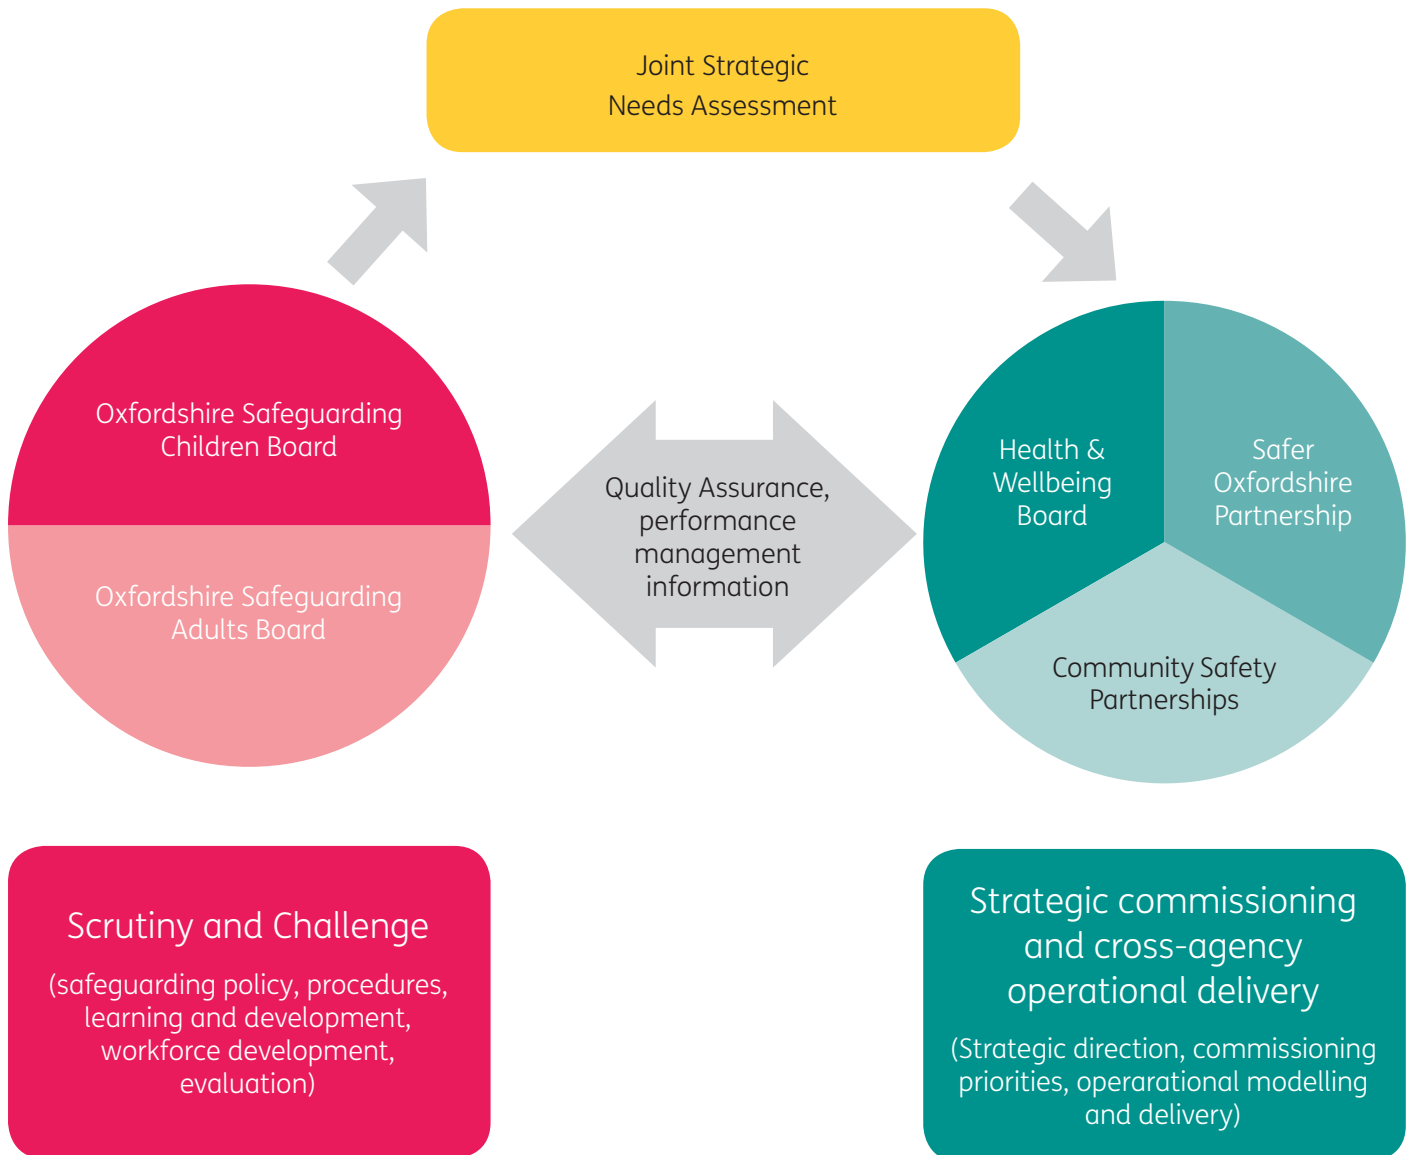 Joint Strategic
Needs Assessment
Oxfordshire Safeguarding
Children Board
Oxfordshire Safeguarding
Adults Board
Quality Assurance,
performance
management
information
Health &
Wellbeing
Board
Safer
Oxfordshire
Partnership
Community Safety
Partnerships
Scrutiny and Challenge
(safeguarding policy, procedures,
learning and development,
workforce development,
evaluation)
Strategic commissioning
and cross-agency
operational delivery
(Strategic direction, commissioning
priorities, operarational modelling
and delivery)